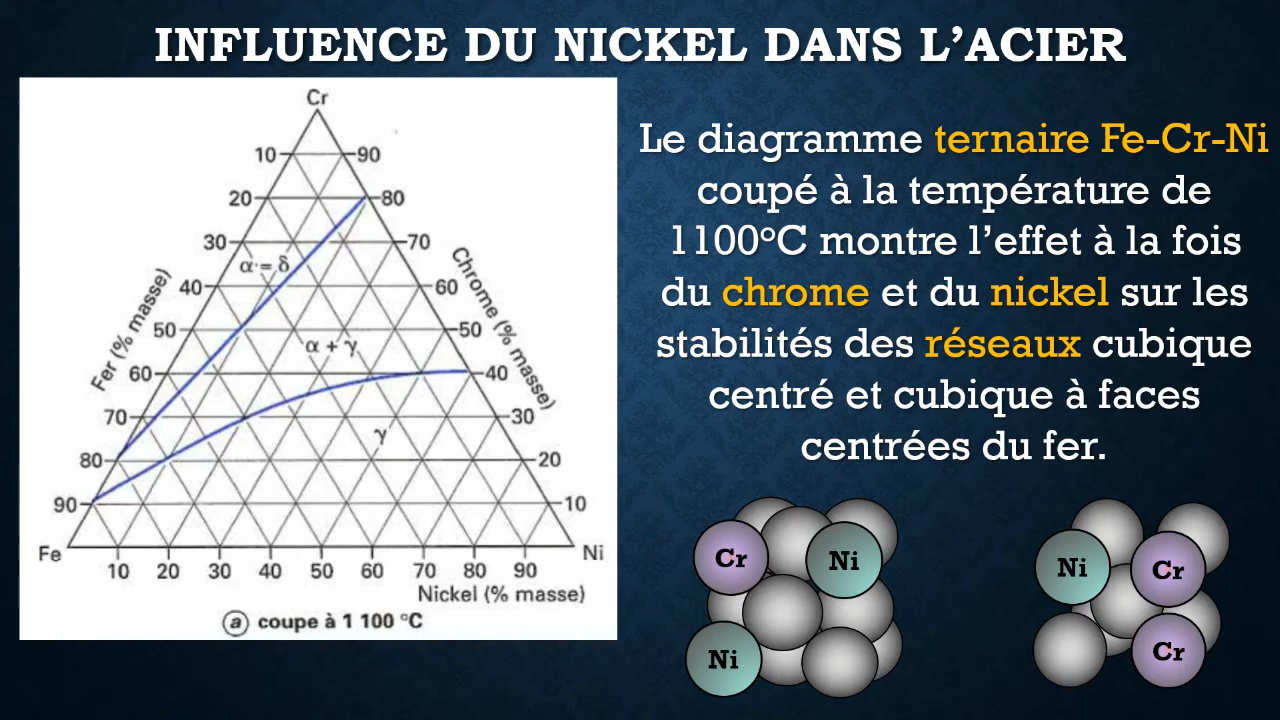 INFLUENCE DU NICKEL DANS L’ACIER
Cr
10 90
20 80
30 70
α = δ
40 60
50 50
α + γ
60 40
70 30
γ
80 20
90 10
Fe Ni
10 20 30 40 50 60 70 80 90
Fer (% masse)
Chrome (% masse)
Nickel (% masse)
a coupe à 1 100 °C
Le diagramme ternaire Fe-Cr-Ni
coupé à la température de
1100°C montre l’effet à la fois
du chrome et du nickel sur les
stabilités des réseaux cubique
centré et cubique à faces
centrées du fer.
Cr
Ni
Ni
Ni
Cr
Cr